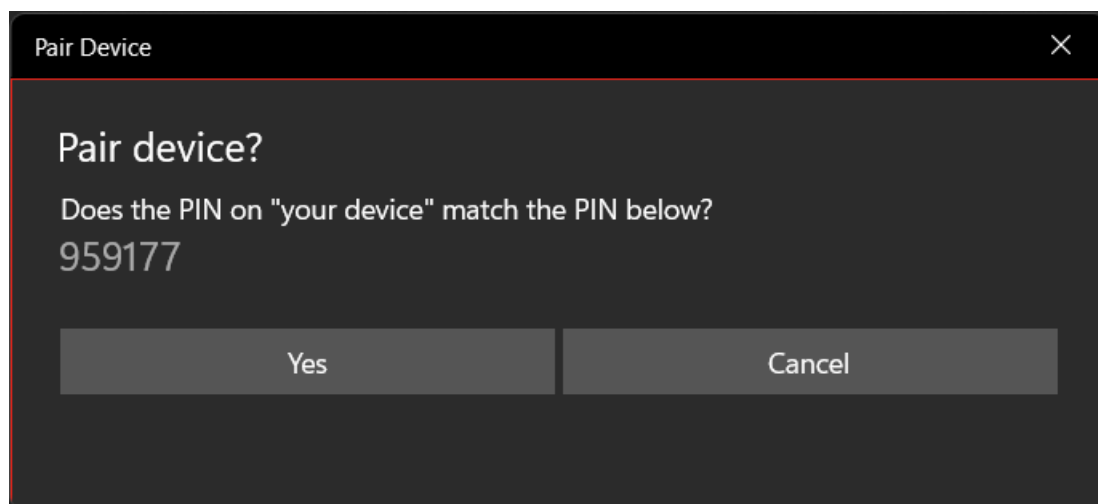 Pair Device
Pair device?
Does the PIN on "your device" match the PIN below?
959177
Yes
Cancel